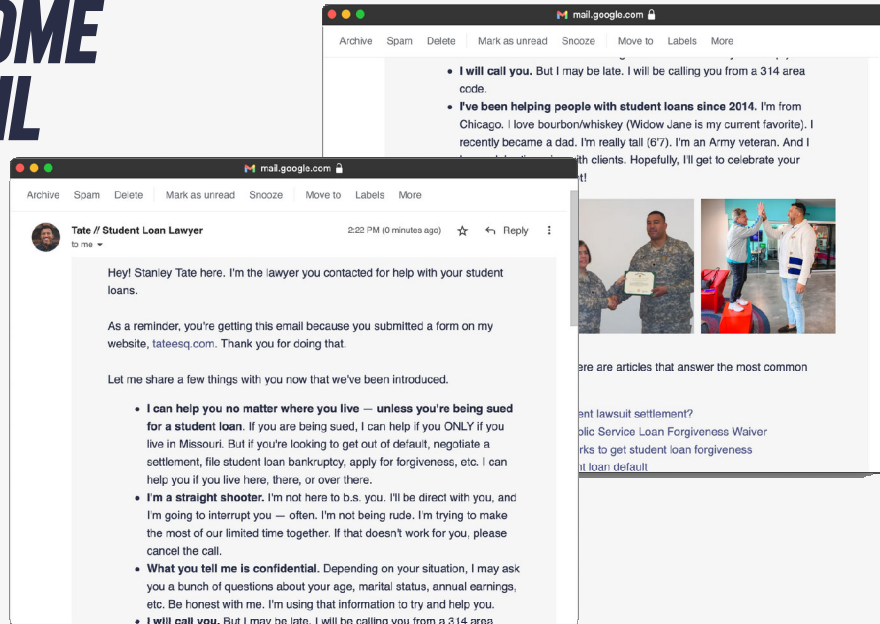 OME
IL
mail.google.com
Archive Spam Delete Mark as unread Snooze Move to Labels More
I will call you. But I may be late. I will be calling you from a 314 area
code.
I've been helping people with student loans since 2014. I'm from
Chicago. I love bourbon/whiskey (Widow Jane is my current favorite). I
recently became a dad. I'm really tall (6'7). I'm an Army veteran. And I
with clients. Hopefully, I'll get to celebrate your
ere are articles that answer the most common
ent lawsuit settlement?
blic Service Loan Forgiveness Waiver
rks to get student loan forgiveness
nt loan default
mail.google.com
Archive Spam Delete Mark as unread Snooze Move to Labels More
Tate // Student Loan Lawyer 2:22 PM (0 minutes ago) Reply
to me
Hey! Stanley Tate here. I'm the lawyer you contacted for help with your student
loans.
As a reminder, you're getting this email because you submitted a form on my
website, tateesq.com. Thank you for doing that.
Let me share a few things with you now that we've been introduced.
I can help you no matter where you live — unless you're being sued
for a student loan. If you are being sued, I can help if you ONLY if you
live in Missouri. But if you're looking to get out of default, negotiate a
settlement, file student loan bankruptcy, apply for forgiveness, etc. I can
help you if you live here, there, or over there.
I'm a straight shooter. I'm not here to b.s. you. I'll be direct with you, and
I'm going to interrupt you — often. I'm not being rude. I'm trying to make
the most of our limited time together. If that doesn't work for you, please
cancel the call.
What you tell me is confidential. Depending on your situation, I may ask
you a bunch of questions about your age, marital status, annual earnings,
etc. Be honest with me. I'm using that information to try and help you.
I will call you. But I may be late. I will be calling you from a 314 area